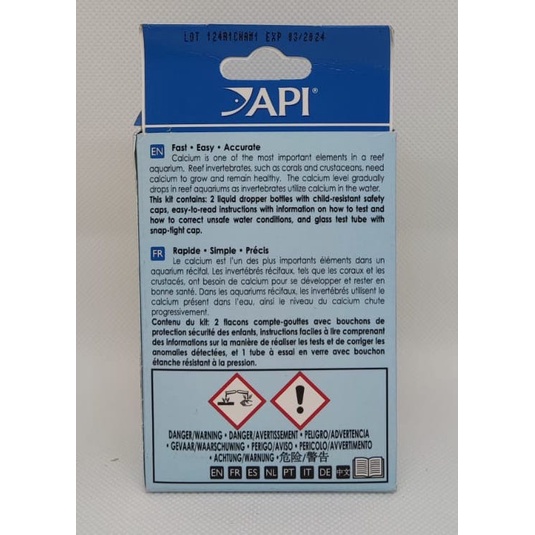 LOT 124A1CHAM1 EXP 03/2024
API®
EN Fast • Easy • Accurate
Calcium is one of the most important elements in a reef
aquarium. Reef invertebrates, such as corals and crustaceans, need
calcium to grow and remain healthy. The calcium level gradually
drops in reef aquariums as invertebrates utilize calcium in the water.
This kit contains: 2 liquid dropper bottles with child-resistant safety
caps, easy-to-read instructions with information on how to test and
how to correct unsafe water conditions, and glass test tube with
snap-tight cap.
FR Rapide • Simple • Précis
Le calcium est l'un des plus importants éléments dans un
aquarium récifal. Les invertébrés récifaux, tels que les coraux et les
crustacés, ont besoin de calcium pour se développer et rester en
bonne santé. Dans les aquariums récifaux, les invertébrés utilisent le
calcium présent dans l'eau, ainsi le niveau du calcium chute
progressivement.
Contenu du kit: 2 flacons compte-gouttes avec bouchons de
protection sécurité des enfants, instructions faciles à lire comprenant
des informations sur la manière de réaliser les tests et de corriger les
anomalies détectées, et 1 tube à essai en verre avec bouchon
étanche résistant à la pression.
DANGER/WARNING • DANGER/AVERTISSEMENT • PELIGRO/ADVERTENCIA
• GEVAAR/WAARSCHUWING • PERIGO/AVISO • PERICOLO/AVVERTIMENTO
• ACHTUNG/WARNUNG • 危险/警告
EN FR ES NL PT IT DE 中文